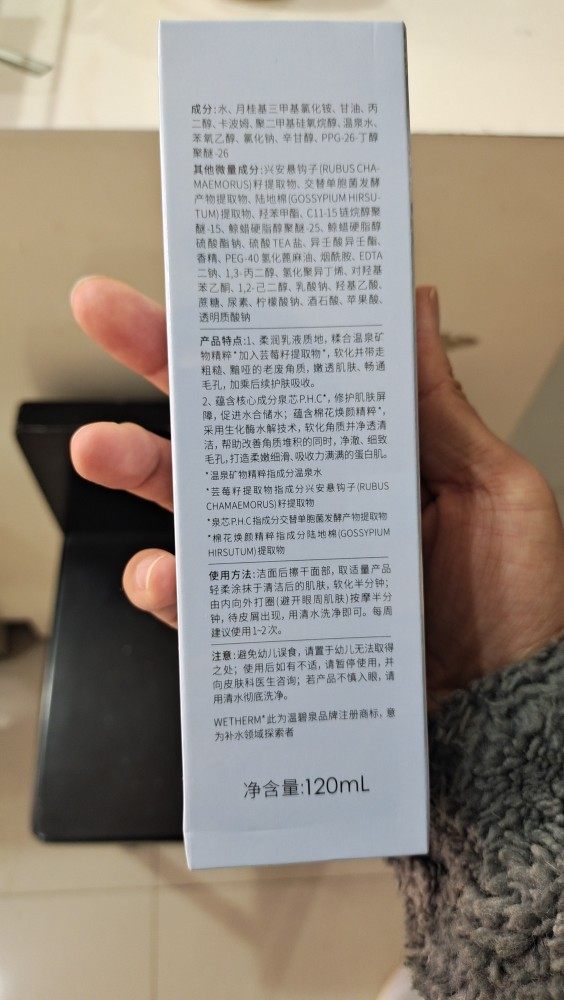 成分:水、月桂基三甲基氯化铵、甘油、丙
二醇、卡波姆、聚二甲基硅氧烷醇、温泉水、
苯氧乙醇、氯化钠、辛甘醇、PPG-26-丁醇
聚醚-26
其他微量成分:兴安悬钩子(RUBUS CHA-
MAEMORUS)籽提取物、交替单胞菌发酵
产物提取物、陆地棉(GOSSYPIUM HIRSU-
TUM)提取物、羟苯甲酯、C11-15链烷醇聚
醚-15、鲸蜡硬脂醇聚醚-25、鲸蜡硬脂醇
硫酸酯钠、硫酸TEA盐、异壬酸异壬酯、
香精、PEG-40氢化蓖麻油、烟酰胺、EDTA
二钠、1,3-丙二醇、氢化聚异丁烯、对羟基
苯乙酮、1,2-己二醇、乳酸钠、羟基乙酸、
蔗糖、尿素、柠檬酸钠、酒石酸、苹果酸、
透明质酸钠
产品特点:1、柔润乳液质地，糅合温泉矿
物精粹*加入芸莓籽提取物*，软化并带走
粗糙、黯哑的老废角质，嫩透肌肤、畅通
毛孔，加乘后续护肤吸收。
2、蕴含核心成分泉芯P.H.C*，修护肌肤屏
障，促进水合储水；蕴含棉花焕颜精粹*，
采用生化酶水解技术，软化角质并净透清
洁，帮助改善角质堆积的同时，净澈、细致
毛孔，打造柔嫩细滑、吸收力满满的蛋白肌。
*温泉矿物精粹指成分温泉水
*芸莓籽提取物指成分兴安悬钩子(RUBUS
CHAMAEMORUS)籽提取物
*泉芯P.H.C指成分交替单胞菌发酵产物提取物
*棉花焕颜精粹指成分陆地棉(GOSSYPIUM
HIRSUTUM)提取物
使用方法:洁面后擦干面部，取适量产品
轻柔涂抹于清洁后的肌肤，软化半分钟；
由内向外打圈(避开眼周肌肤)按摩半分
钟，待皮屑出现，用清水洗净即可。每周
建议使用1~2次。
注意:避免幼儿误食，请置于幼儿无法取得
之处；使用后如有不适，请暂停使用，并
向皮肤科医生咨询；若产品不慎入眼，请
用清水彻底洗净。
WETHERM*此为温碧泉品牌注册商标，意
为补水领域探索者
净含量:120mL